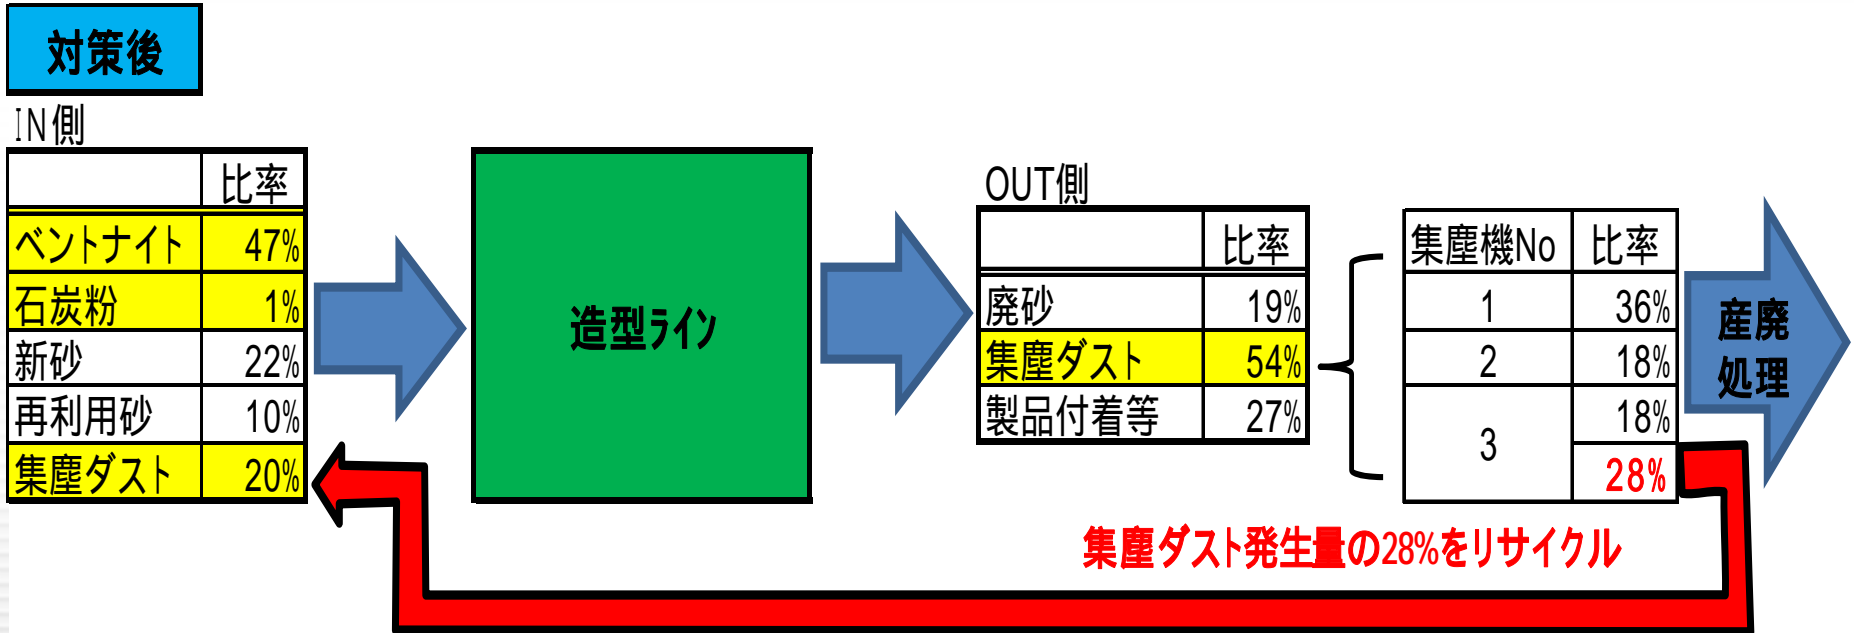 対策後
IN側
比率
ベントナイト 47%
石炭粉 1%
新砂 22%
再利用砂 10%
集塵ダスト 20%
造型ライン
OUT側
比率
廃砂 19%
集塵ダスト 54%
製品付着等 27%
集塵機No 比率
1 36%
2 18%
3 18%
28%
産廃
処理
集塵ダスト発生量の28%をリサイクル